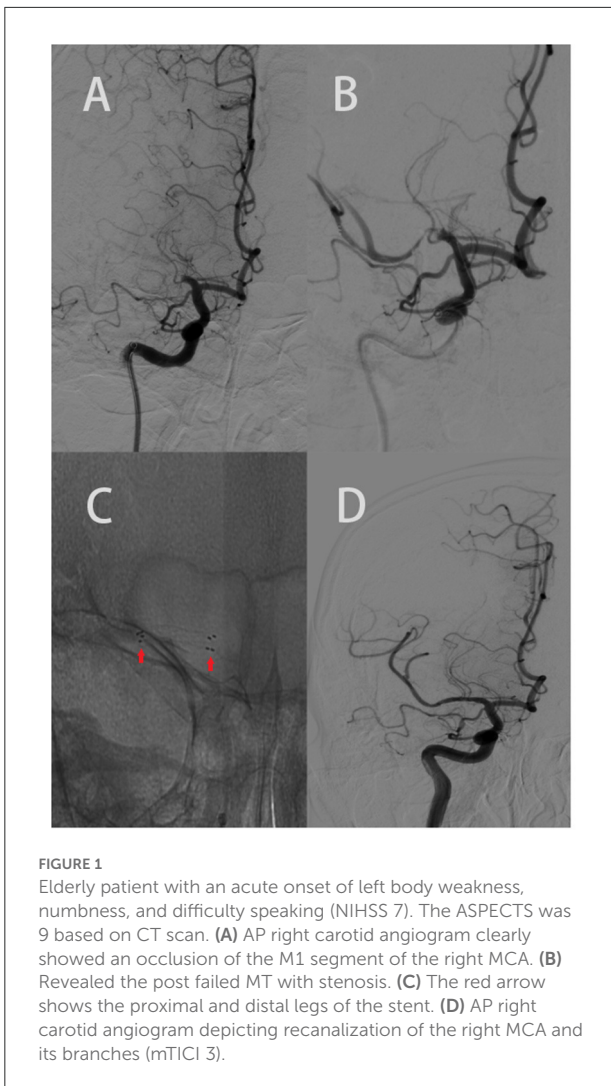 A
B
C
D
FIGURE 1
Elderly patient with an acute onset of left body weakness,
numbness, and difficulty speaking (NIHSS 7). The ASPECTS was
9 based on CT scan. (A) AP right carotid angiogram clearly
showed an occlusion of the M1 segment of the right MCA. (B)
Revealed the post failed MT with stenosis. (C) The red arrow
shows the proximal and distal legs of the stent. (D) AP right
carotid angiogram depicting recanalization of the right MCA and
its branches (mTICI 3).